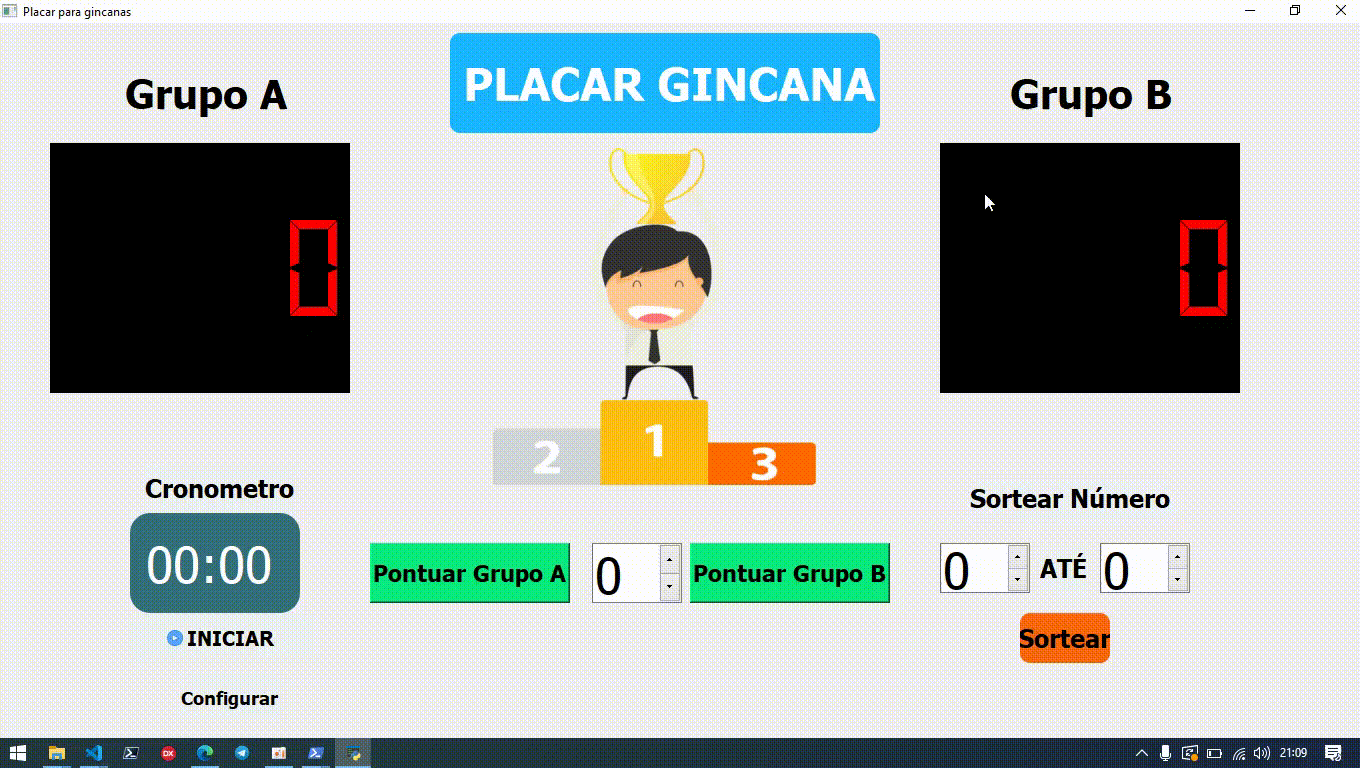 Placar para gincanas
PLACAR GINCANA
Grupo A
Grupo B
0
0
2
1
3
Cronometro
00:00
INICIAR
Configurar
Pontuar Grupo A
0
Pontuar Grupo B
Sortear Número
0
ATÉ
0
Sortear
DX
21:09